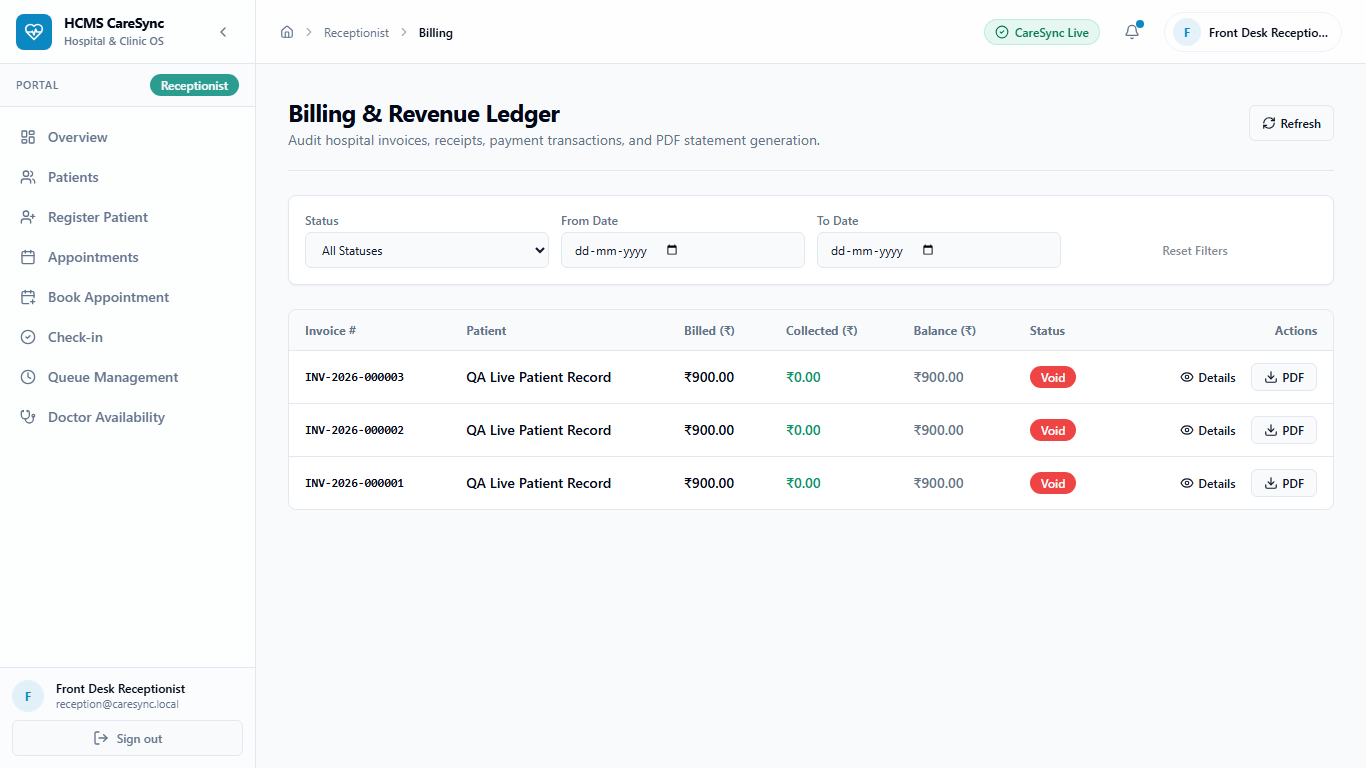 HCMS CareSync
Hospital & Clinic OS
Receptionist
Billing
CareSync Live
F
Front Desk Receptio...
PORTAL
Receptionist
Overview
Patients
Register Patient
Appointments
Book Appointment
Check-in
Queue Management
Doctor Availability
Billing & Revenue Ledger
Audit hospital invoices, receipts, payment transactions, and PDF statement generation.
Refresh
Status
From Date
To Date
All Statuses
dd-mm-yyyy
dd-mm-yyyy
Reset Filters
Invoice # Patient Billed (₹) Collected (₹) Balance (₹) Status Actions
INV-2026-000003 QA Live Patient Record ₹900.00 ₹0.00 ₹900.00 Void Details PDF
INV-2026-000002 QA Live Patient Record ₹900.00 ₹0.00 ₹900.00 Void Details PDF
INV-2026-000001 QA Live Patient Record ₹900.00 ₹0.00 ₹900.00 Void Details PDF
F
Front Desk Receptionist
reception@caresync.local
Sign out